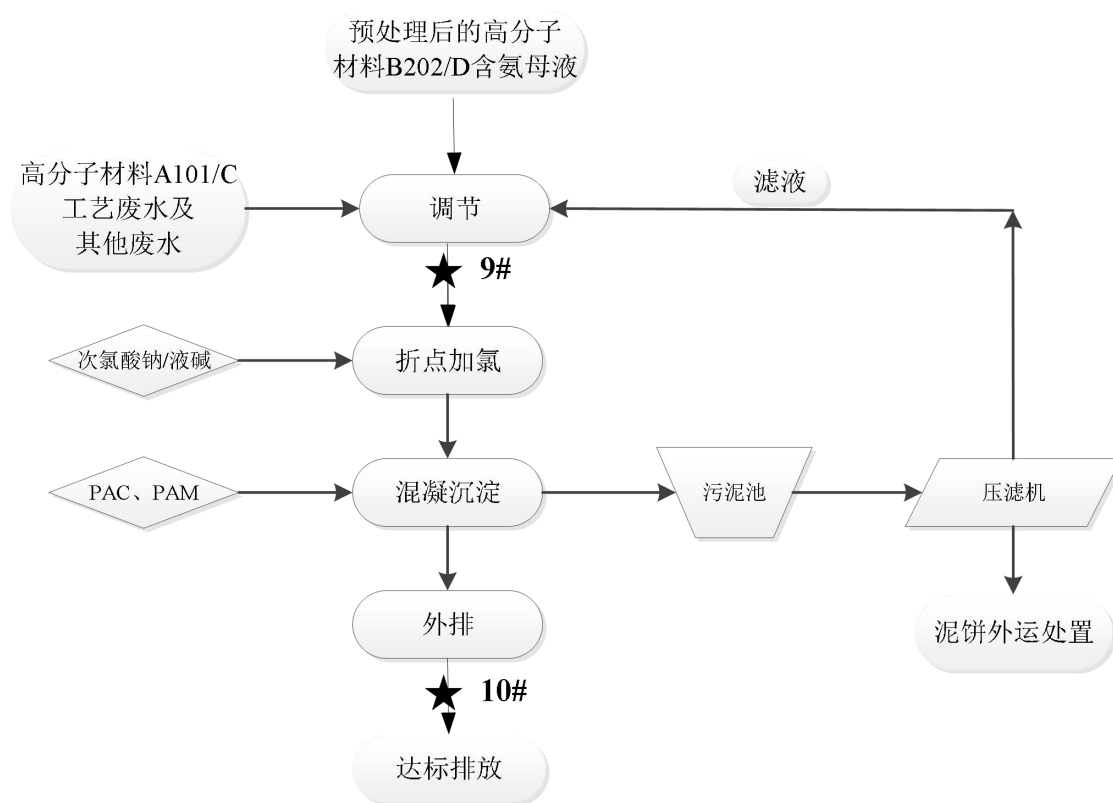 预处理后的高分子
材料B202/D含氨母液
高分子材料A101/C
工艺废水及
其他废水
调节
滤液
9#
次氯酸钠/液碱
折点加氯
PAC、PAM
混凝沉淀
污泥池
压滤机
外排
泥饼外运处置
10#
达标排放